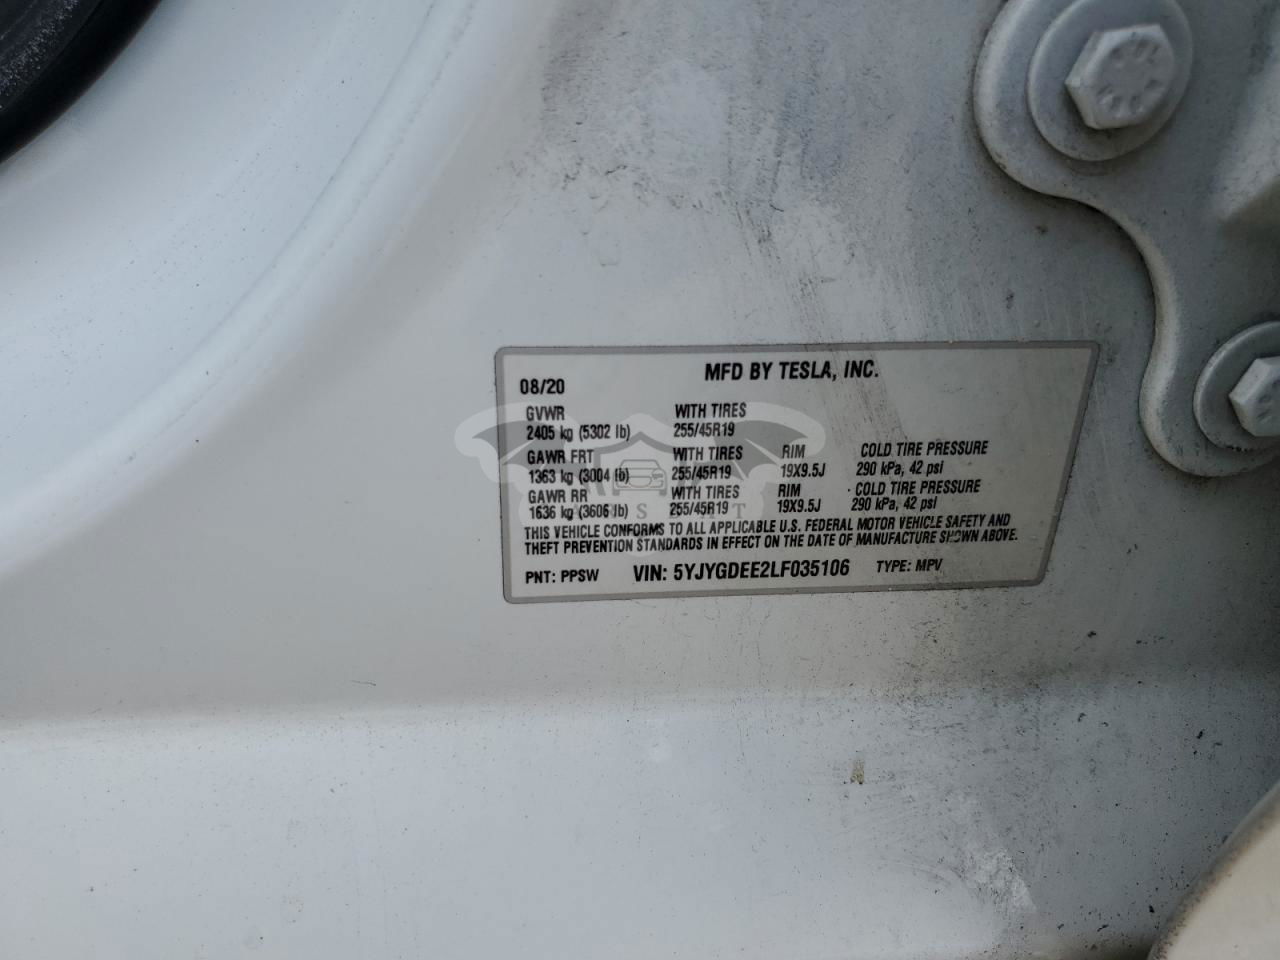 MFD BY TESLA, INC.
08/20
GVWR WITH TIRES
2405 kg (5302 lb) 255/45R19
GAWR FRT WITH TIRES RIM COLD TIRE PRESSURE
1363 kg (3004 lb) 255/45R19 19X9.5J 290 kPa, 42 psi
GAWR RR WITH TIRES RIM COLD TIRE PRESSURE
1636 kg (3606 lb) 255/45R19 19X9.5J 290 kPa, 42 psi
THIS VEHICLE CONFORMS TO ALL APPLICABLE U.S. FEDERAL MOTOR VEHICLE SAFETY AND
THEFT PREVENTION STANDARDS IN EFFECT ON THE DATE OF MANUFACTURE SHOWN ABOVE.
PNT: PPSW VIN: 5YJYGDEE2LF035106 TYPE: MPV